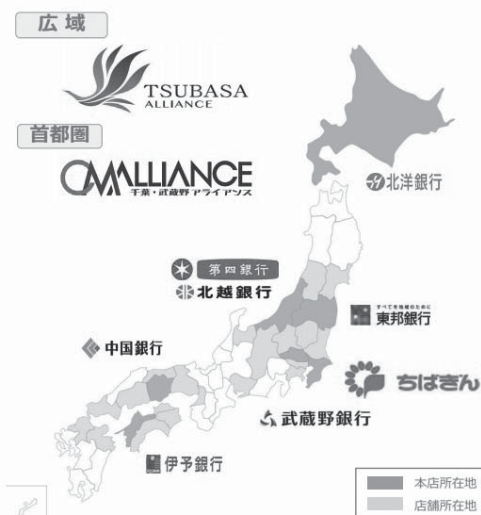 広域
TSUBASA
ALLIANCE
首都圏
CMALLIANCE
千葉・武蔵野アライアンス
北洋銀行
第四銀行
北越銀行
すべてを地域のために
東邦銀行
中国銀行
ちばぎん
武蔵野銀行
伊予銀行
本店所在地
店舗所在地